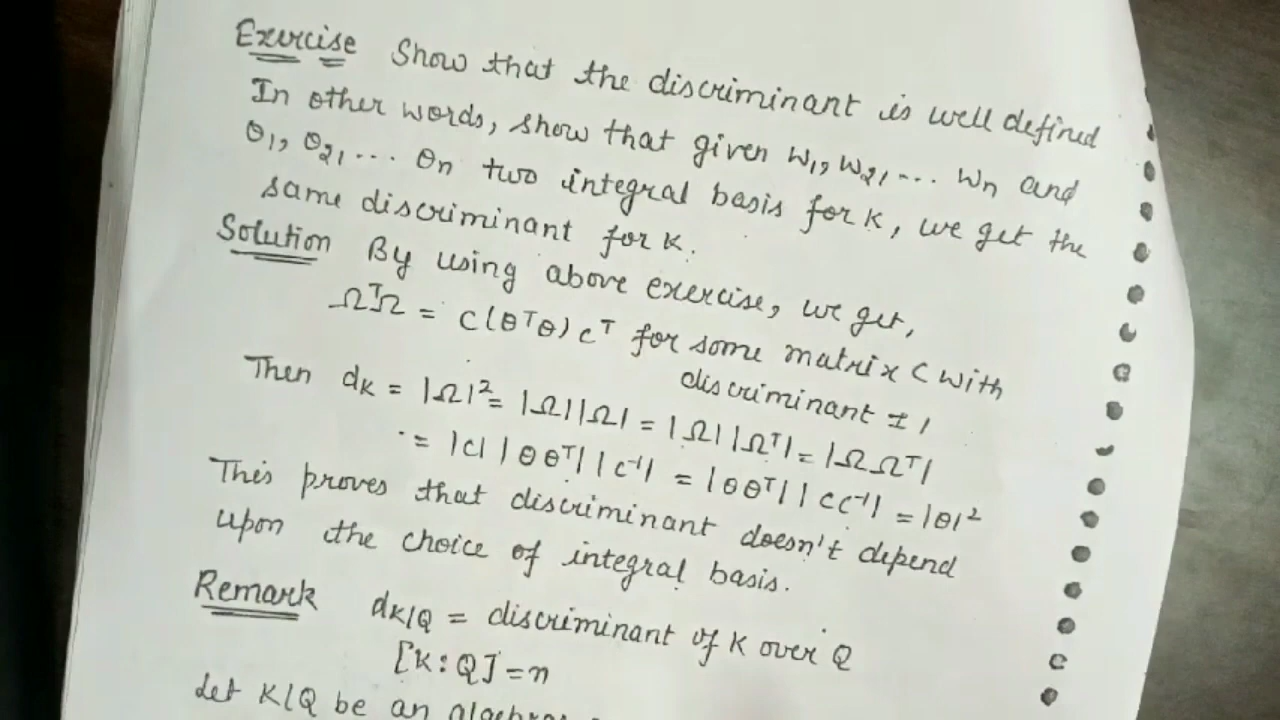 Exercise Show that the discriminant is well defined
In other words, show that given w₁, w₂, ... wₙ and
θ₁, θ₂, ... θₙ two integral basis for K, we get the
same discriminant for K.
Solution By using above exercise, we get,
ΩᵀΩ = C(θᵀθ)Cᵀ for some matrix C with
discriminant ±1
Then dₖ = |Ω|² = |Ω||Ω| = |Ω||Ωᵀ| = |ΩΩᵀ|
= |C| |θθᵀ| |C⁻¹| = |θθᵀ| |CC⁻¹| = |θ|²
This proves that discriminant doesn't depend
upon the choice of integral basis.
Remark dK/Q = discriminant of K over Q
[K:Q] = n
Let K/Q be an